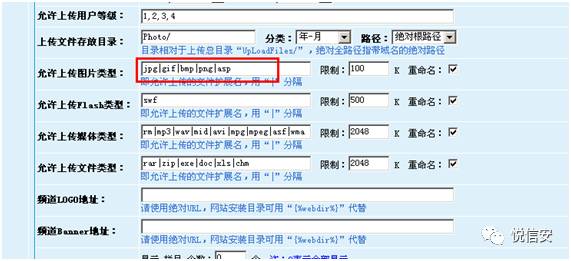 允许上传用户等级： 1,2,3,4
上传文件存放目录： Photo/ 分类： 年-月 路径： 绝对根路径
目录相对于上传总目录“UpLoadFiles/”，绝对全路径指带域名的绝对路径
允许上传图片类型： jpg|gif|bmp|png|asp 限制： 100 K 重命名：
即允许上传的文件扩展名，用“|”分隔
允许上传Flash类型： swf 限制： 500 K 重命名：
即允许上传的文件扩展名，用“|”分隔
允许上传媒体类型： rm|mp3|wav|mid|avi|mpg|mpeg|asf|wma 限制： 2048 K 重命名：
即允许上传的文件扩展名，用“|”分隔
允许上传文件类型： rar|zip|exe|doc|xls|chm 限制： 2048 K 重命名：
即允许上传的文件扩展名，用“|”分隔
频道LOGO地址：
请使用绝对URL，网站安装目录可用“{%webdir%}”代替
频道Banner地址：
请使用绝对URL，网站安装目录可用“{%webdir%}”代替
悦信安